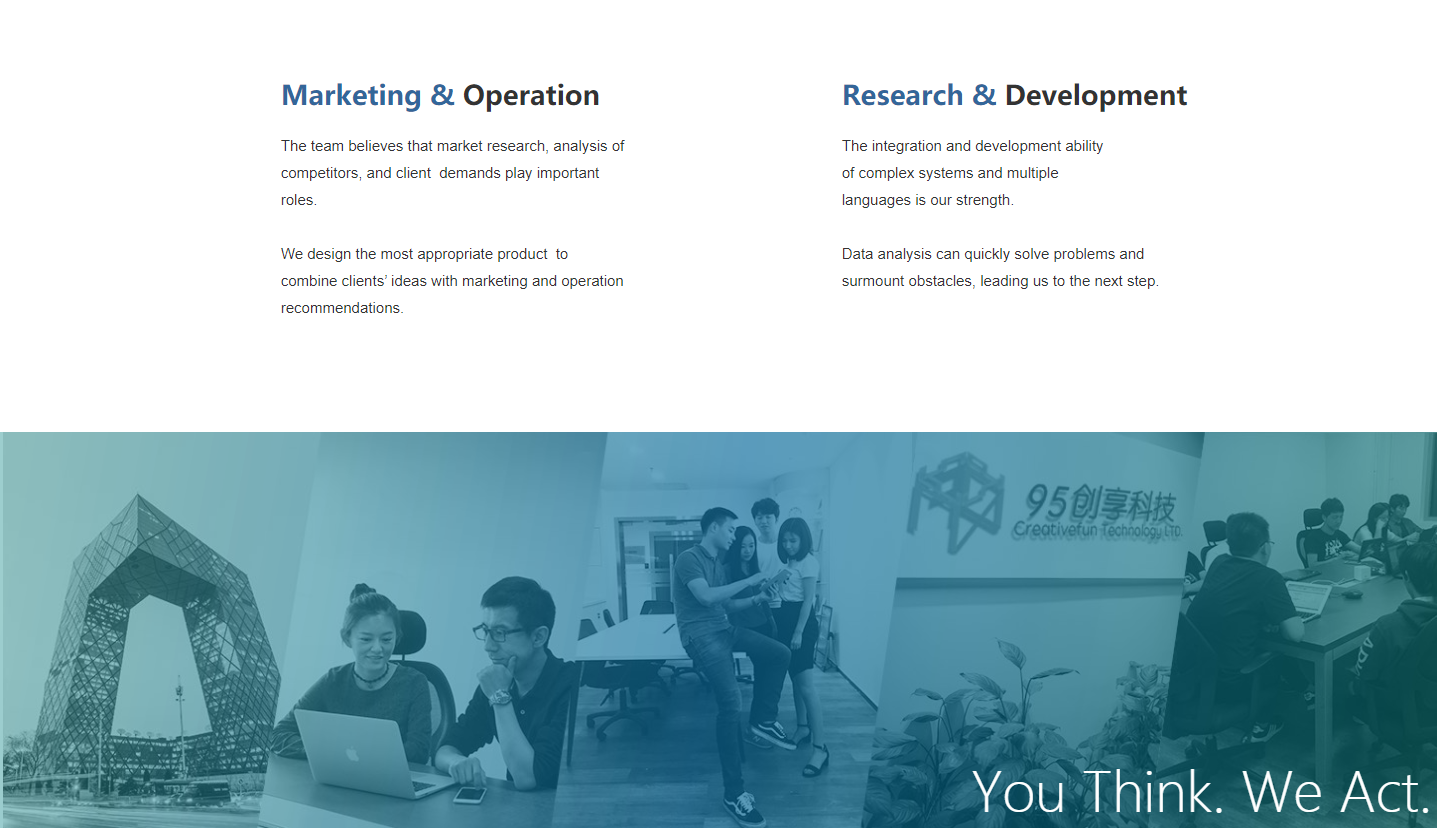 Marketing & Operation
The team believes that market research, analysis of
competitors, and client  demands play important
roles.
We design the most appropriate product  to
combine clients’ ideas with marketing and operation
recommendations.
Research & Development
The integration and development ability
of complex systems and multiple
languages is our strength.
Data analysis can quickly solve problems and
surmount obstacles, leading us to the next step.
95创享科技
Creativefun Technology LTD.
You Think. We Act.